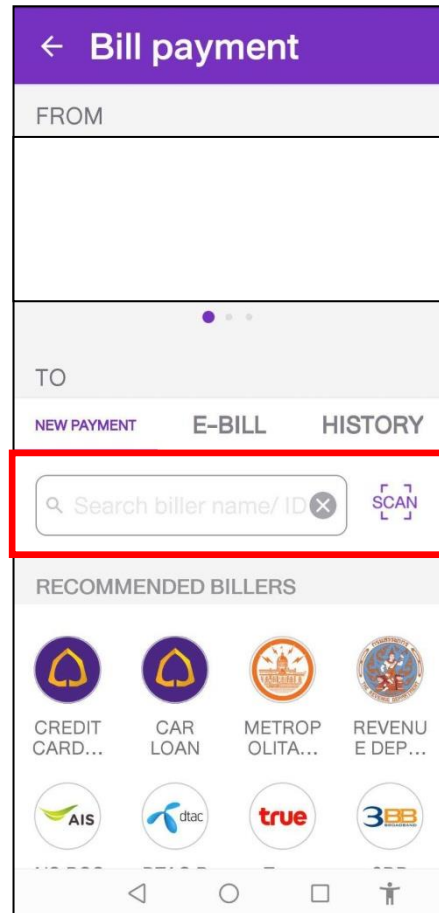 ← Bill payment
FROM
TO
NEW PAYMENT E-BILL HISTORY
Search biller name/ ID
SCAN
RECOMMENDED BILLERS
CREDIT CARD...
CAR LOAN
METROP OLITA...
REVENU E DEP...
AIS
dtac
true
3BB
BROADBAND